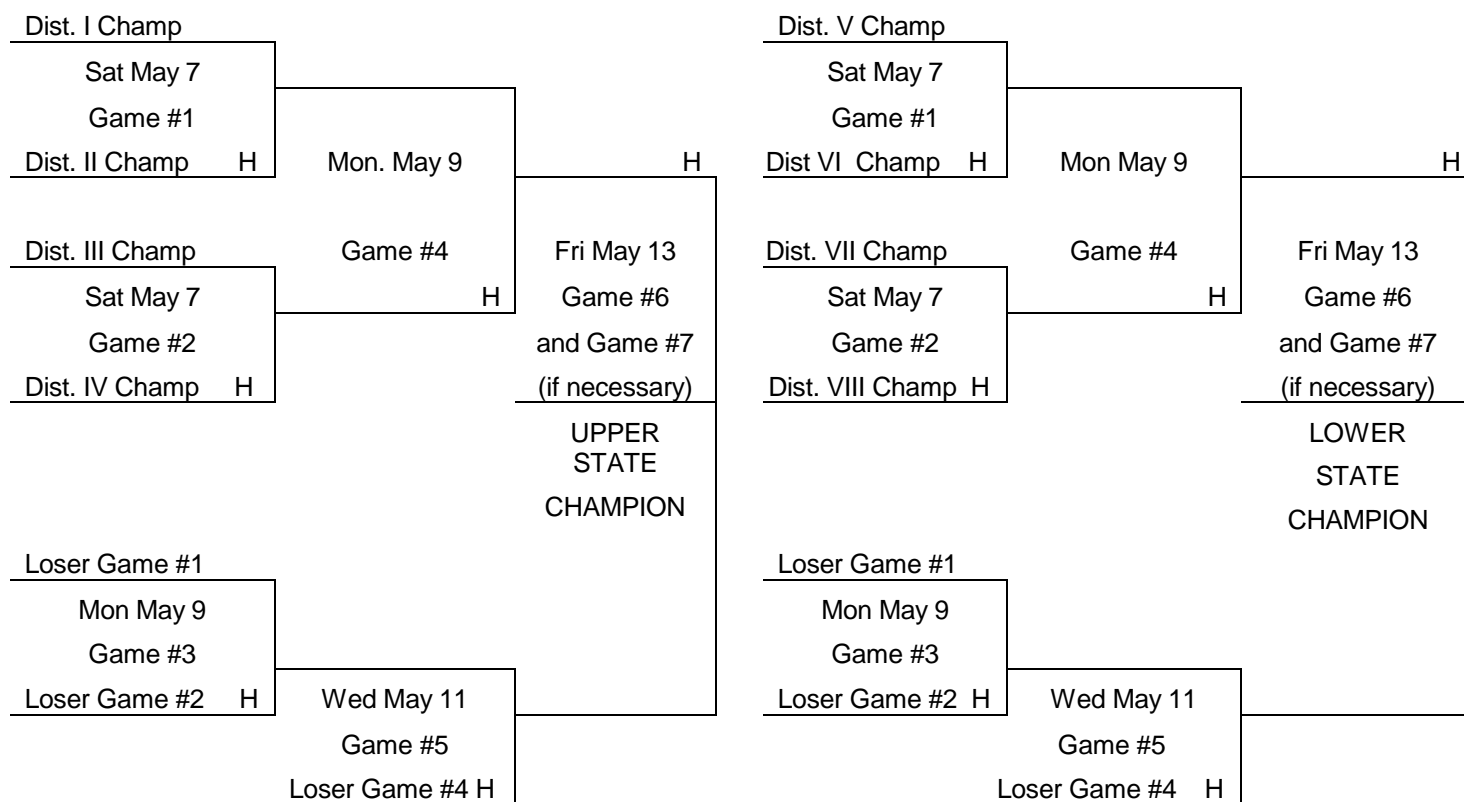 Dist. I Champ
Sat May 7
Game #1
Dist. II Champ H
Mon. May 9
H
Dist. III Champ
Game #4
Fri May 13
Sat May 7
H
Game #6
Game #2
and Game #7
Dist. IV Champ H
(if necessary)
UPPER
STATE
CHAMPION
Loser Game #1
Mon May 9
Game #3
Loser Game #2 H
Wed May 11
Game #5
Loser Game #4 H
Dist. V Champ
Sat May 7
Game #1
Dist VI Champ H
Mon May 9
H
Dist. VII Champ
Game #4
Fri May 13
Sat May 7
H
Game #6
Game #2
and Game #7
Dist. VIII Champ H
(if necessary)
LOWER
STATE
CHAMPION
Loser Game #1
Mon May 9
Game #3
Loser Game #2 H
Wed May 11
Game #5
Loser Game #4 H